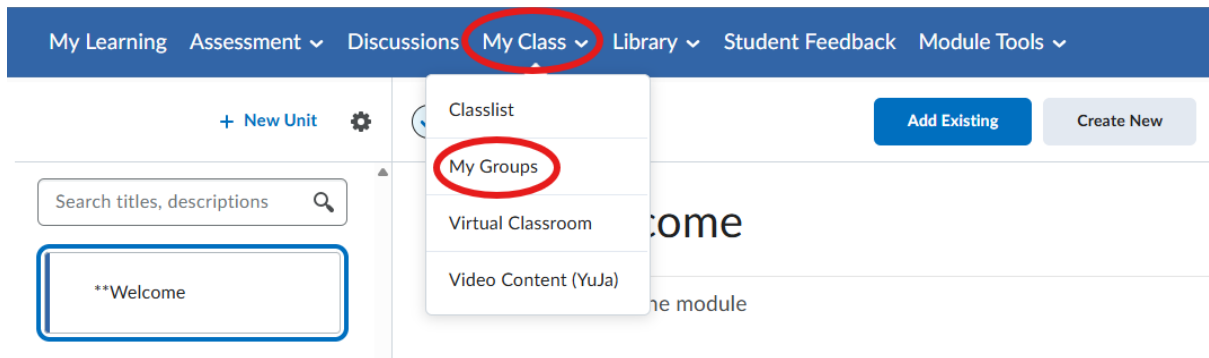 My Learning Assessment Discussions My Class Library Student Feedback Module Tools
+ New Unit
Classlist
Add Existing
Create New
My Groups
Search titles, descriptions
Virtual Classroom
come
**Welcome
Video Content (YuJa)
he module